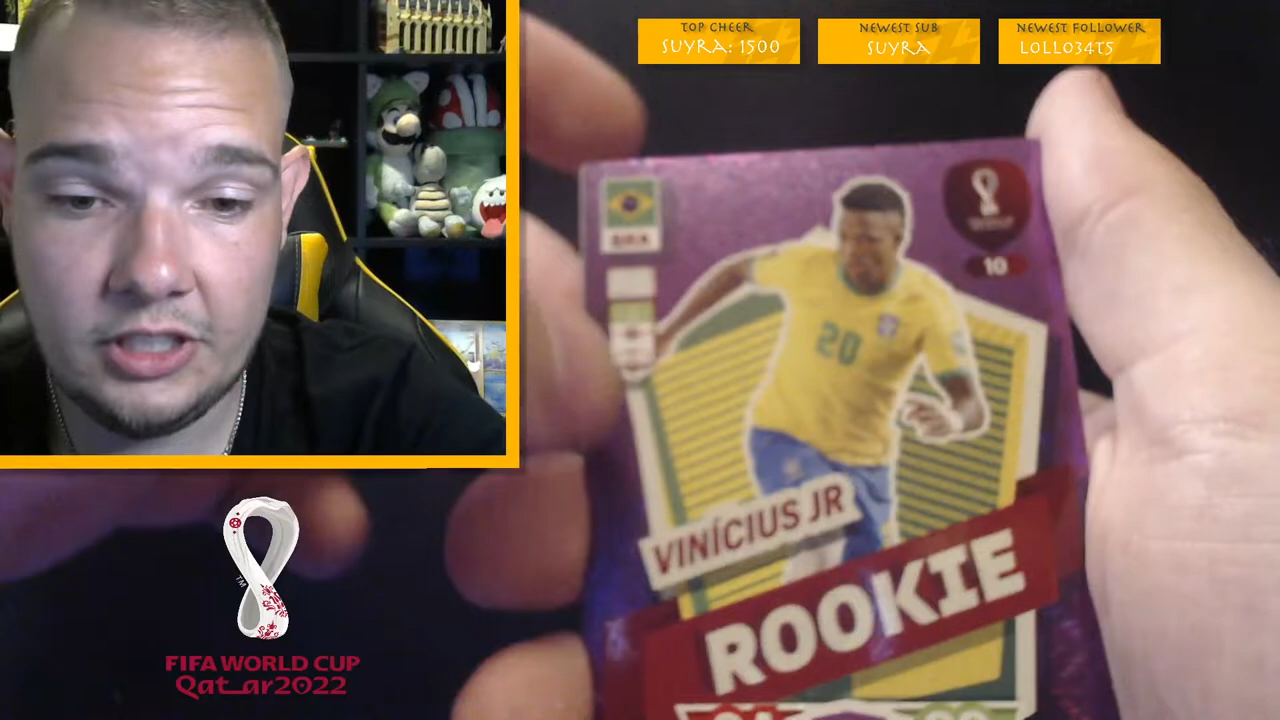 TOP CHEER
SUYRA: 1500
NEWEST SUB
SUYRA
NEWEST FOLLOWER
LOLLO34T5
BRA
10
20
VINÍCIUS JR
ROOKIE
TM
FIFA WORLD CUP
Qatar2022